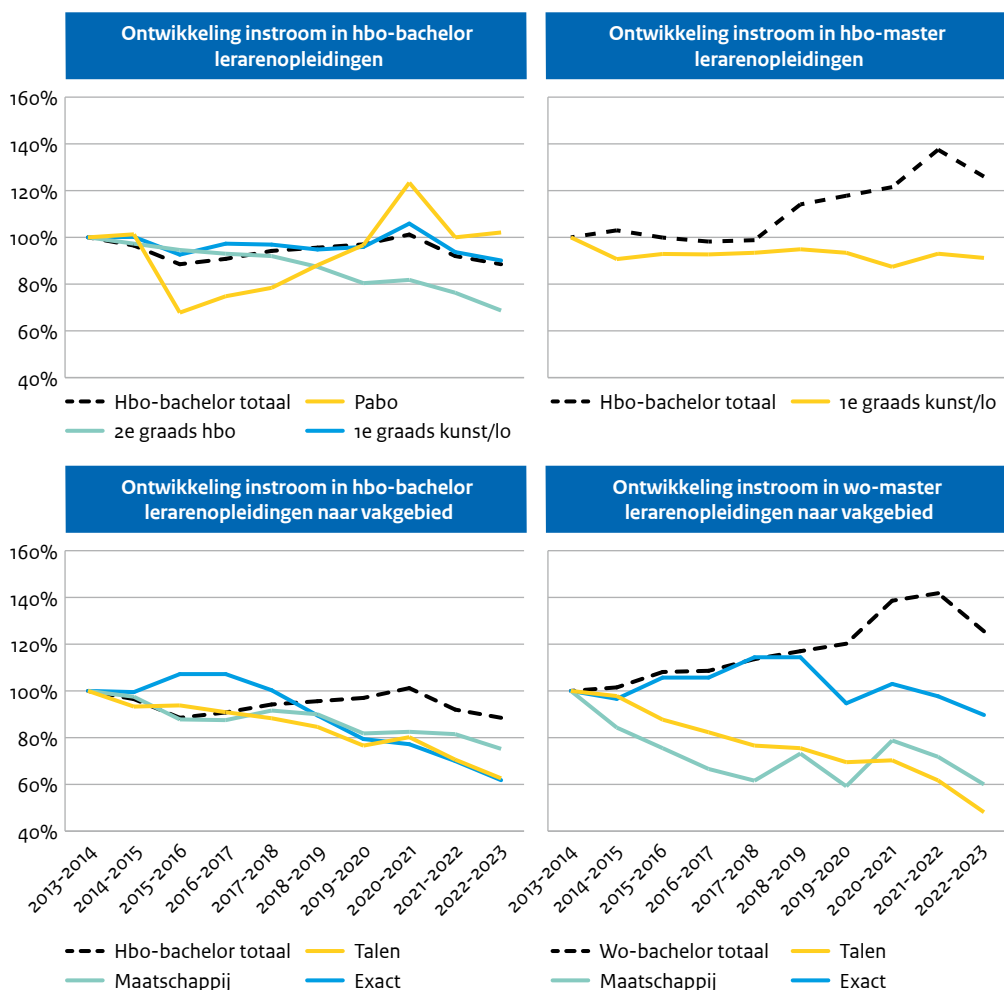 Ontwikkeling instroom in hbo-bachelor
lerarenopleidingen
Ontwikkeling instroom in hbo-master
lerarenopleidingen
160%
140%
120%
100%
80%
60%
40%
Hbo-bachelor totaal
Pabo
2e graads hbo
1e graads kunst/lo
Hbo-bachelor totaal
1e graads kunst/lo
Ontwikkeling instroom in hbo-bachelor
lerarenopleidingen naar vakgebied
Ontwikkeling instroom in wo-master
lerarenopleidingen naar vakgebied
160%
140%
120%
100%
80%
60%
40%
2013-2014
2014-2015
2015-2016
2016-2017
2017-2018
2018-2019
2019-2020
2020-2021
2021-2022
2022-2023
2013-2014
2014-2015
2015-2016
2016-2017
2017-2018
2018-2019
2019-2020
2020-2021
2021-2022
2022-2023
Hbo-bachelor totaal
Talen
Maatschappij
Exact
Wo-bachelor totaal
Talen
Maatschappij
Exact